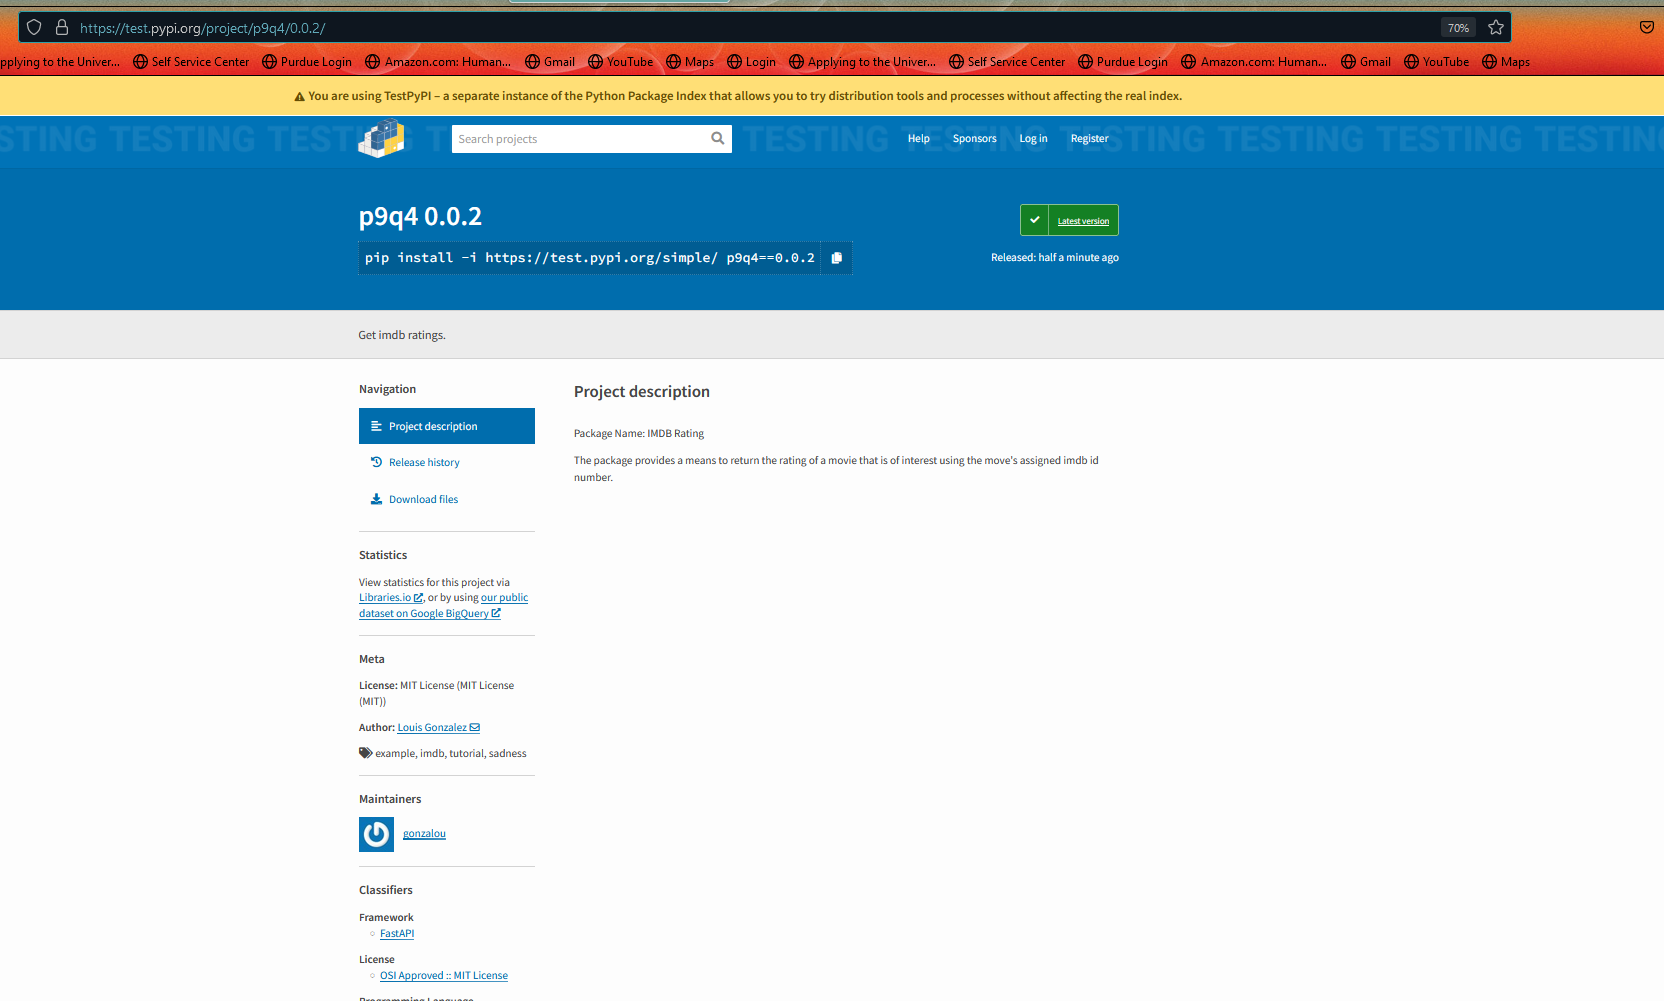 https://test.pypi.org/project/p9q4/0.0.2/ 70%
pplying to the Univer... Self Service Center Purdue Login Amazon.com: Human... Gmail YouTube Maps Login Applying to the Univer... Self Service Center Purdue Login Amazon.com: Human... Gmail YouTube Maps
You are using TestPyPI – a separate instance of the Python Package Index that allows you to try distribution tools and processes without affecting the real index.
STING TESTING TESTING TESTING TESTING TESTING TESTING TESTING TESTING
Search projects
Help Sponsors Log in Register
p9q4 0.0.2
Latest version
pip install -i https://test.pypi.org/simple/ p9q4==0.0.2
Released: half a minute ago
Get imdb ratings.
Navigation
Project description
Release history
Download files
Statistics
View statistics for this project via
Libraries.io, or by using our public
dataset on Google BigQuery
Meta
License: MIT License (MIT License
(MIT))
Author: Louis Gonzalez
example, imdb, tutorial, sadness
Maintainers
gonzalou
Classifiers
Framework
FastAPI
License
OSI Approved :: MIT License
Programming Language
Project description
Package Name: IMDB Rating
The package provides a means to return the rating of a movie that is of interest using the move's assigned imdb id
number.